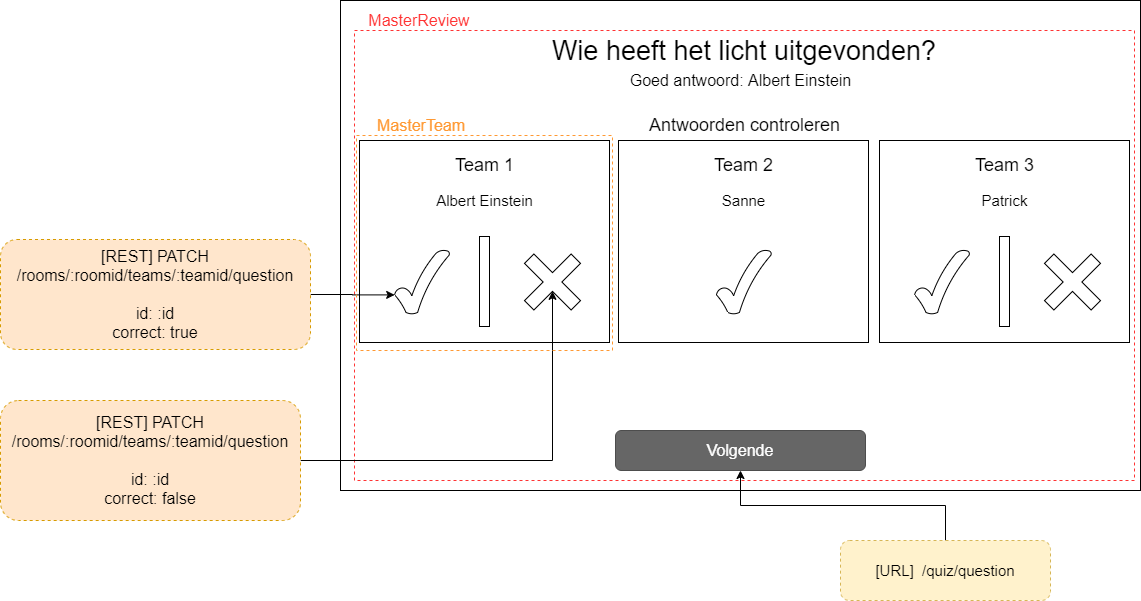 MasterReview
Wie heeft het licht uitgevonden?
Goed antwoord: Albert Einstein
MasterTeam
Antwoorden controleren
Team 1
Albert Einstein
Team 2
Sanne
Team 3
Patrick
[REST] PATCH
/rooms/:roomid/teams/:teamid/question
id: :id
correct: true
[REST] PATCH
/rooms/:roomid/teams/:teamid/question
id: :id
correct: false
Volgende
[URL] /quiz/question